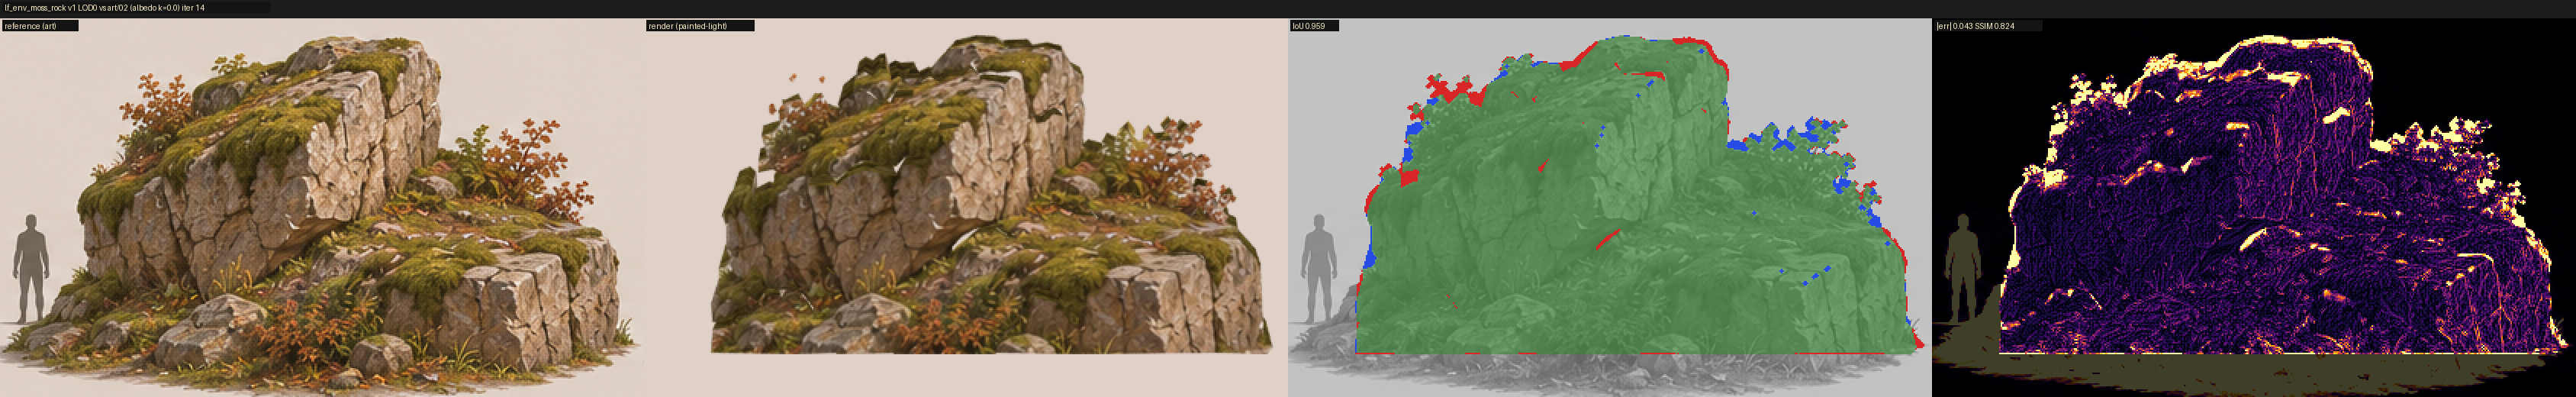 tf_env_moss_rock v1 LOD0 vs art/02 (albedo k=0.0) iter 14
reference (art)
render (painted-light)
IoU 0.959
|err| 0.043 SSIM 0.824